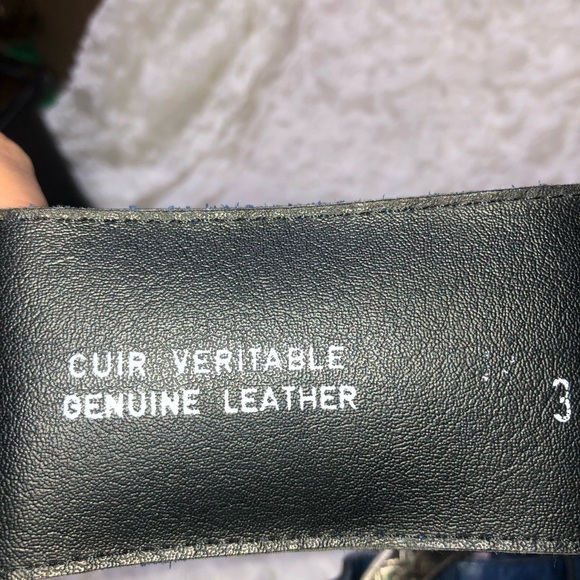 CUIR VERITABLE
GENUINE LEATHER
3